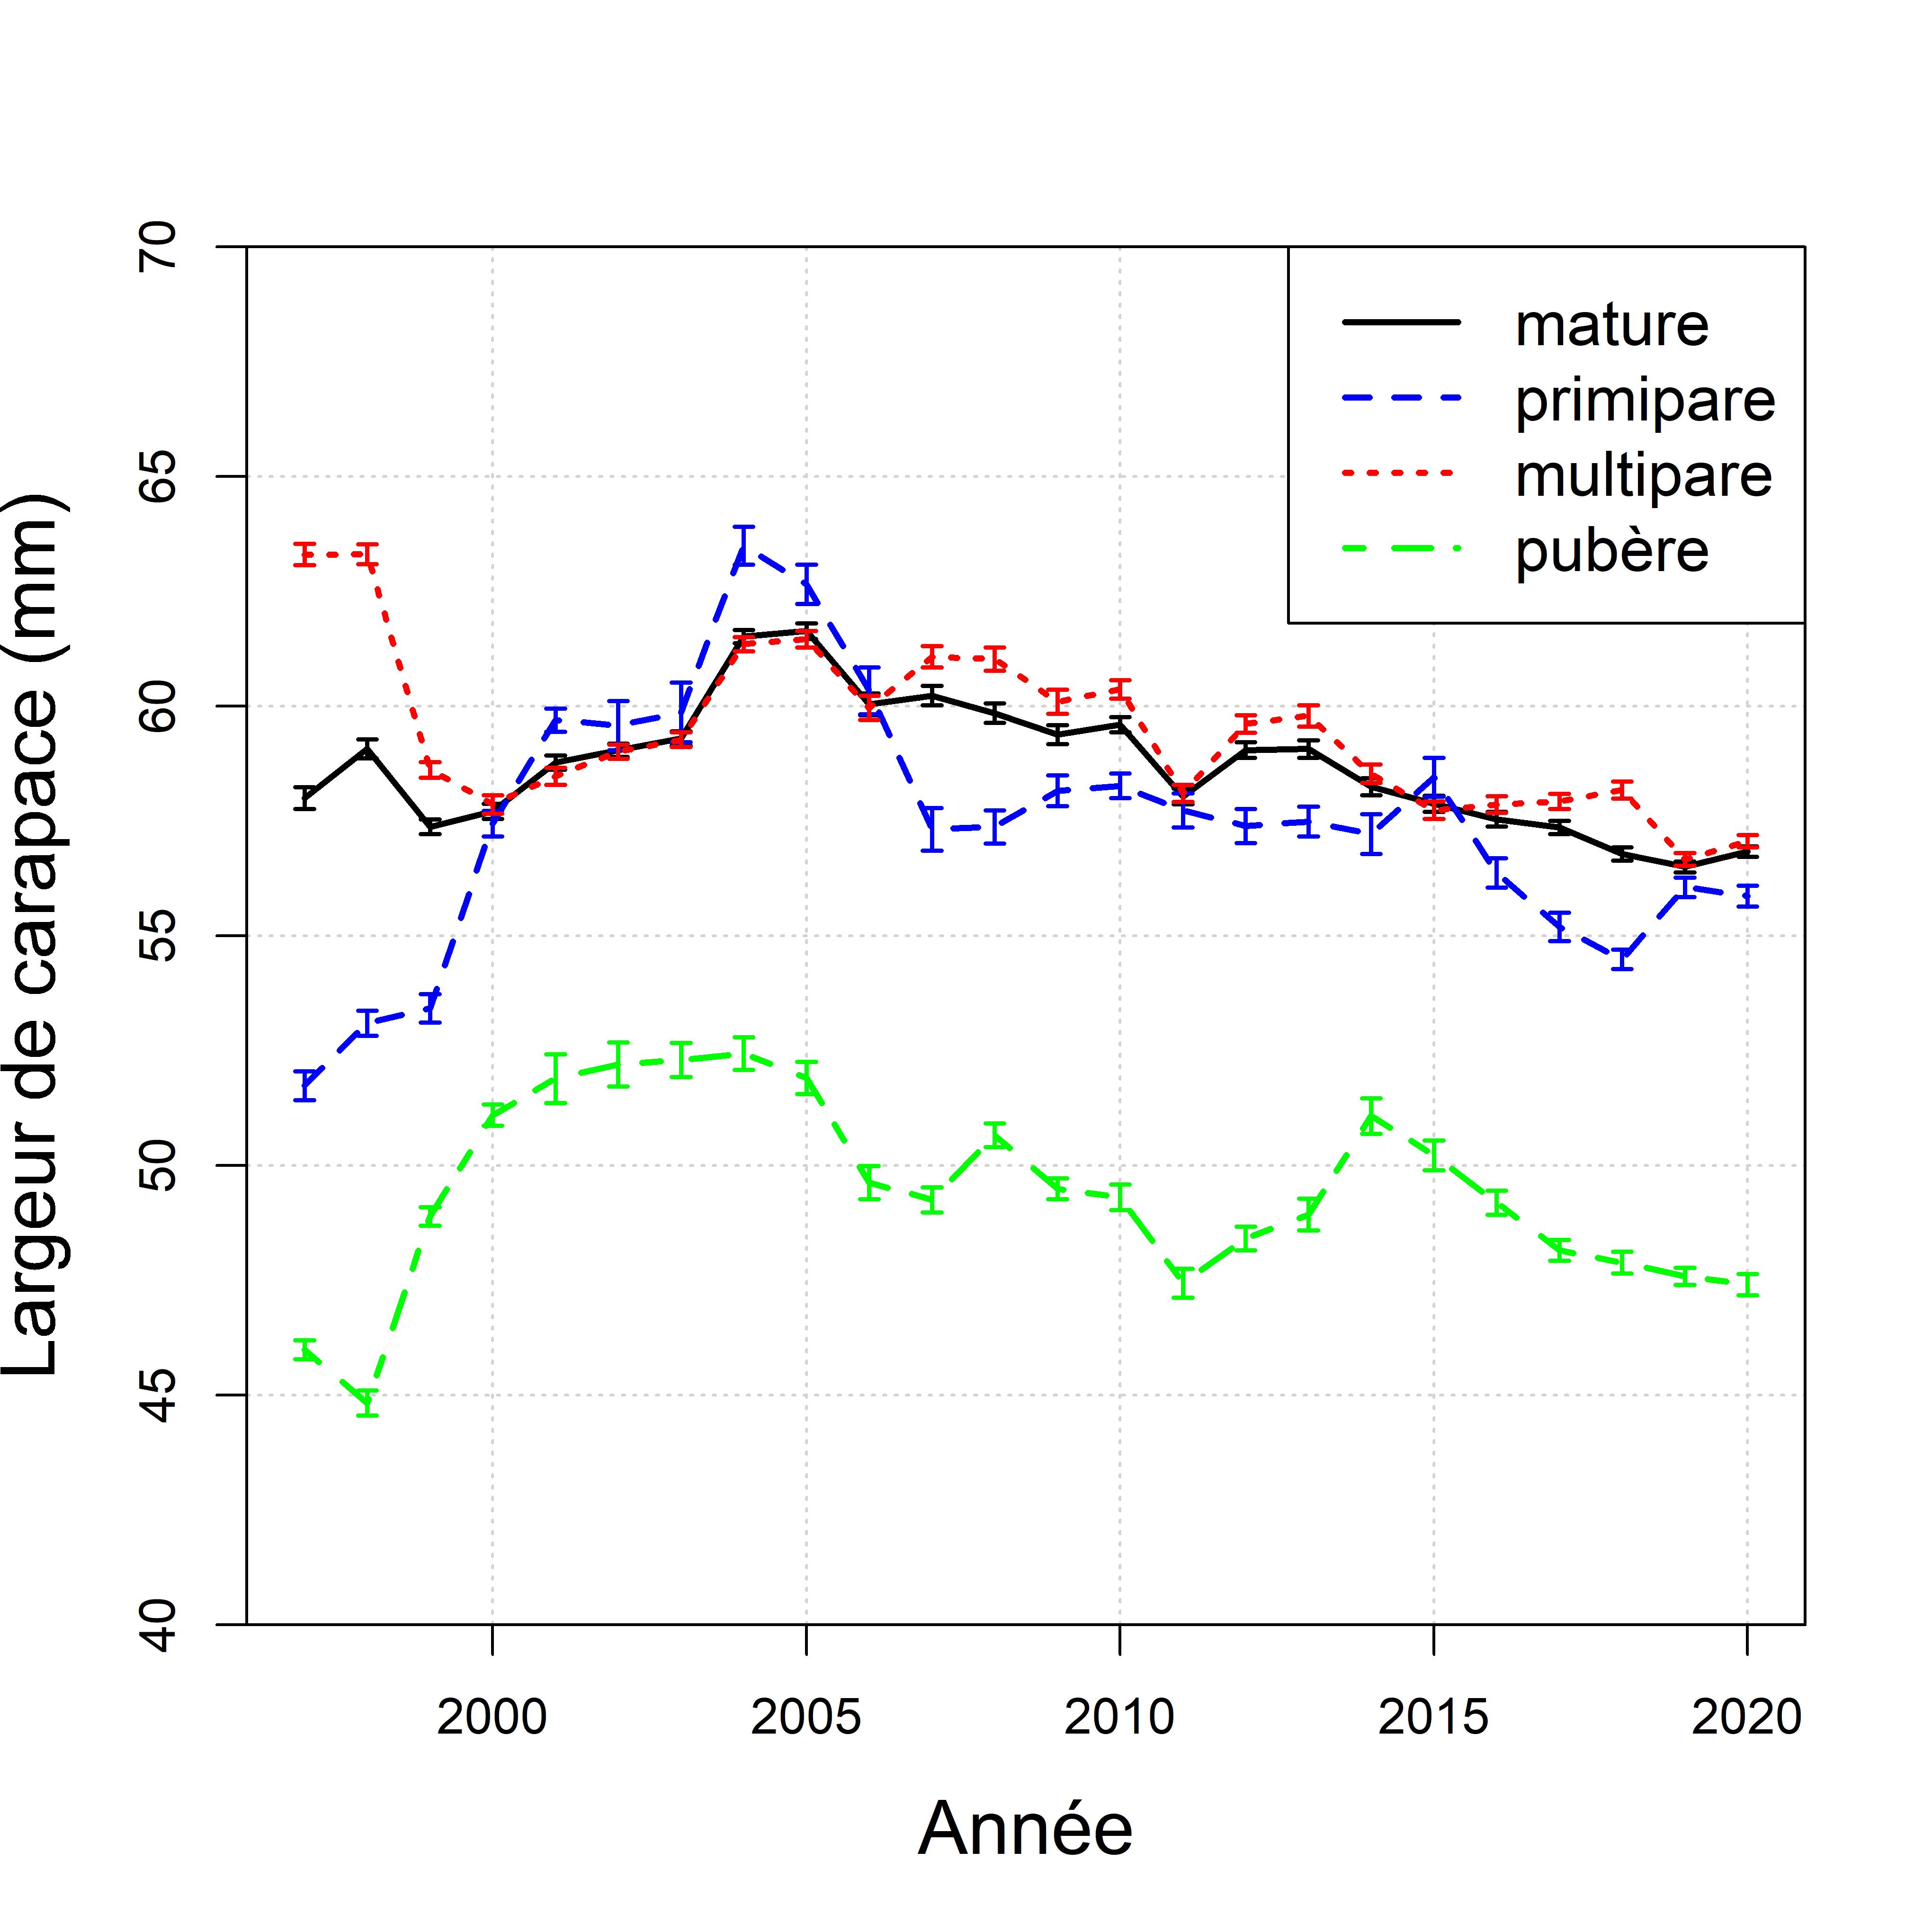 mature
primipare
multipare
pubère
Largeur de carapace (mm)
70
65
60
55
50
45
40
2000 2005 2010 2015 2020
Année